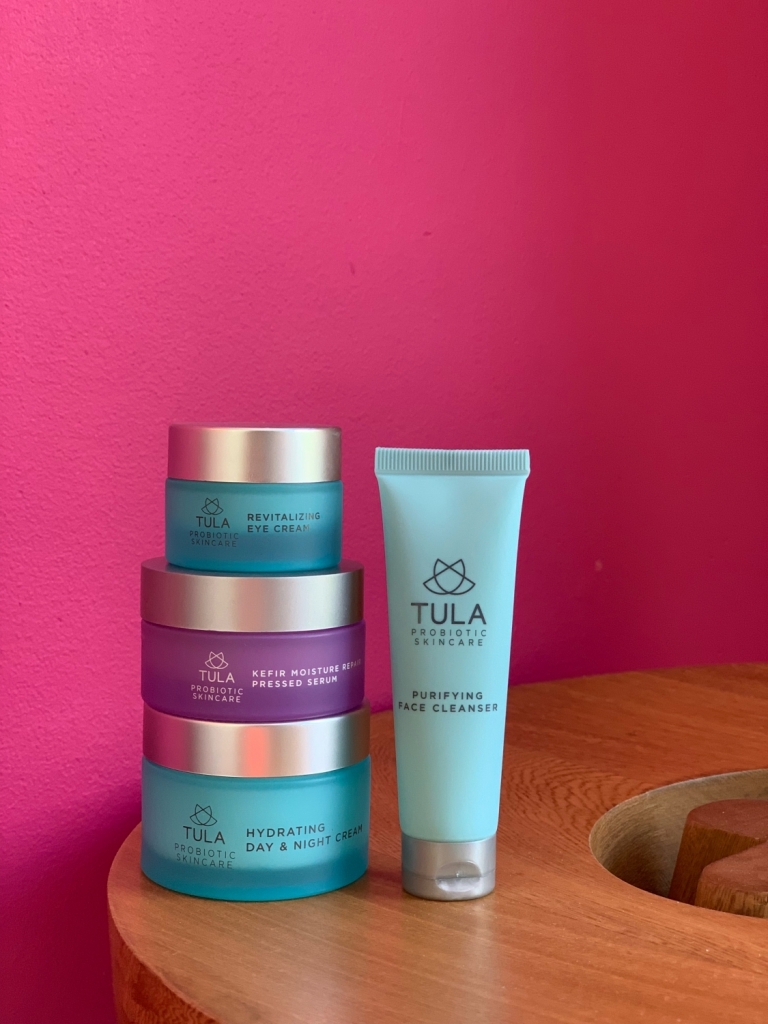 TULA
PROBIOTIC
SKINCARE
REVITALIZING
EYE CREAM
TULA
PROBIOTIC
SKINCARE
KEFIR MOISTURE REPAIR
PRESSED SERUM
TULA
PROBIOTIC
SKINCARE
HYDRATING
DAY & NIGHT CREAM
TULA
PROBIOTIC
SKINCARE
PURIFYING
FACE CLEANSER